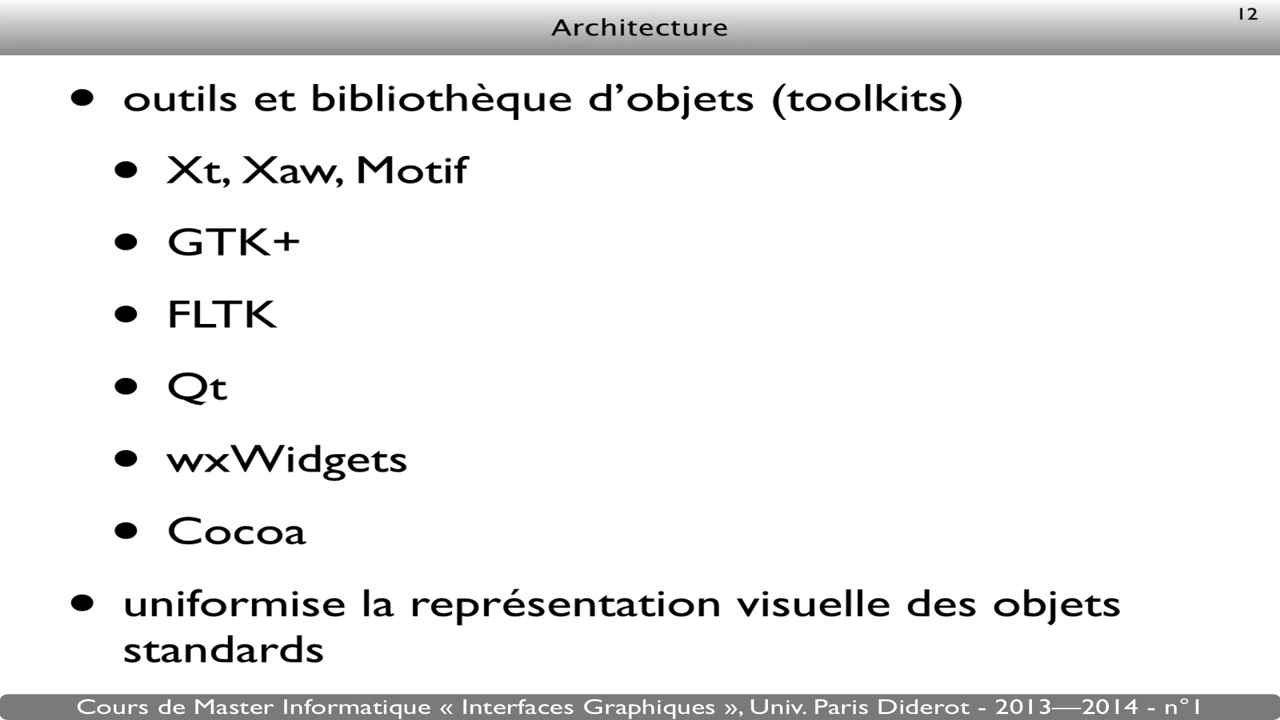 Architecture
12
• outils et bibliothèque d’objets (toolkits)
• Xt, Xaw, Motif
• GTK+
• FLTK
• Qt
• wxWidgets
• Cocoa
• uniformise la représentation visuelle des objets
standards
Cours de Master Informatique « Interfaces Graphiques », Univ. Paris Diderot - 2013—2014 - n°1